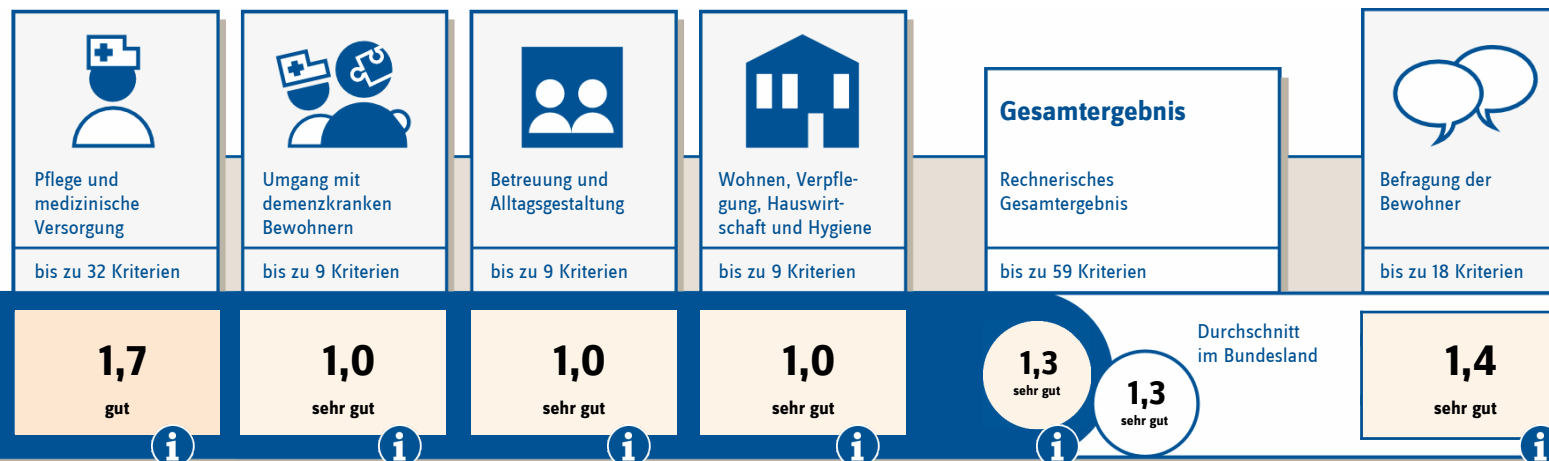 Pflege und
medizinische
Versorgung
bis zu 32 Kriterien
1,7
gut
i
Umgang mit
demenzkranken
Bewohnern
bis zu 9 Kriterien
1,0
sehr gut
i
Betreuung und
Alltagsgestaltung
bis zu 9 Kriterien
1,0
sehr gut
i
Wohnen, Verpfle-
gung, Hauswirt-
schaft und Hygiene
bis zu 9 Kriterien
1,0
sehr gut
i
Gesamtergebnis
Rechnerisches
Gesamtergebnis
bis zu 59 Kriterien
1,3
sehr gut
i
Durchschnitt
im Bundesland
1,3
sehr gut
Befragung der
Bewohner
bis zu 18 Kriterien
1,4
sehr gut
i